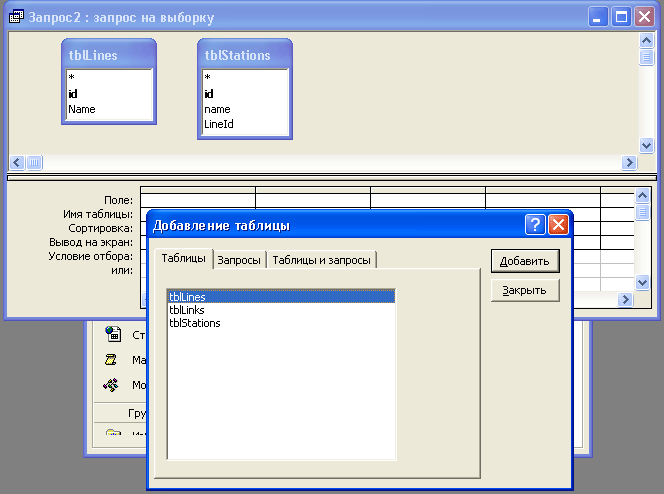 Запрос2 : запрос на выборку
tblLines
*
id
Name
tblStations
*
id
name
LineId
Поле:
Имя таблицы:
Сортировка:
Вывод на экран:
Условие отбора:
или:
Добавление таблицы
Таблицы
Запросы
Таблицы и запросы
tblLines
tblLinks
tblStations
Добавить
Закрыть
Ст
Ма
Мо
Гру